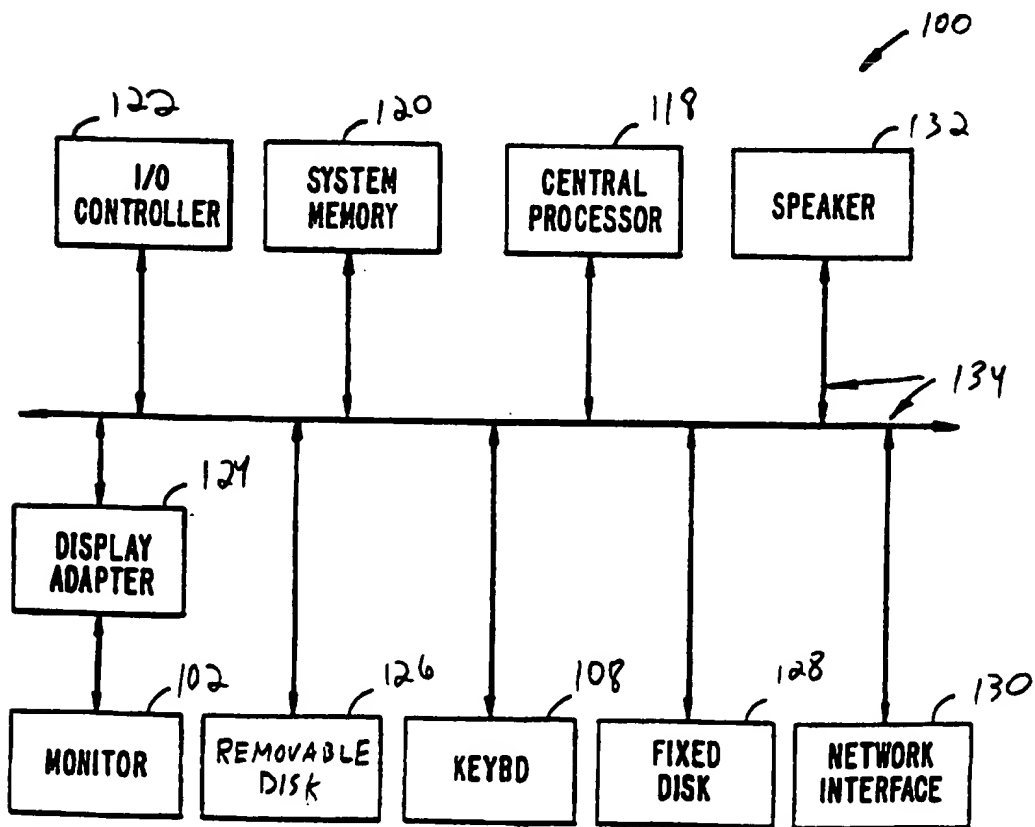 100
122
120
118
132
I/O
CONTROLLER
SYSTEM
MEMORY
CENTRAL
PROCESSOR
SPEAKER
134
124
DISPLAY
ADAPTER
102
126
108
128
130
MONITOR
REMOVABLE
DISK
KEYBD
FIXED
DISK
NETWORK
INTERFACE